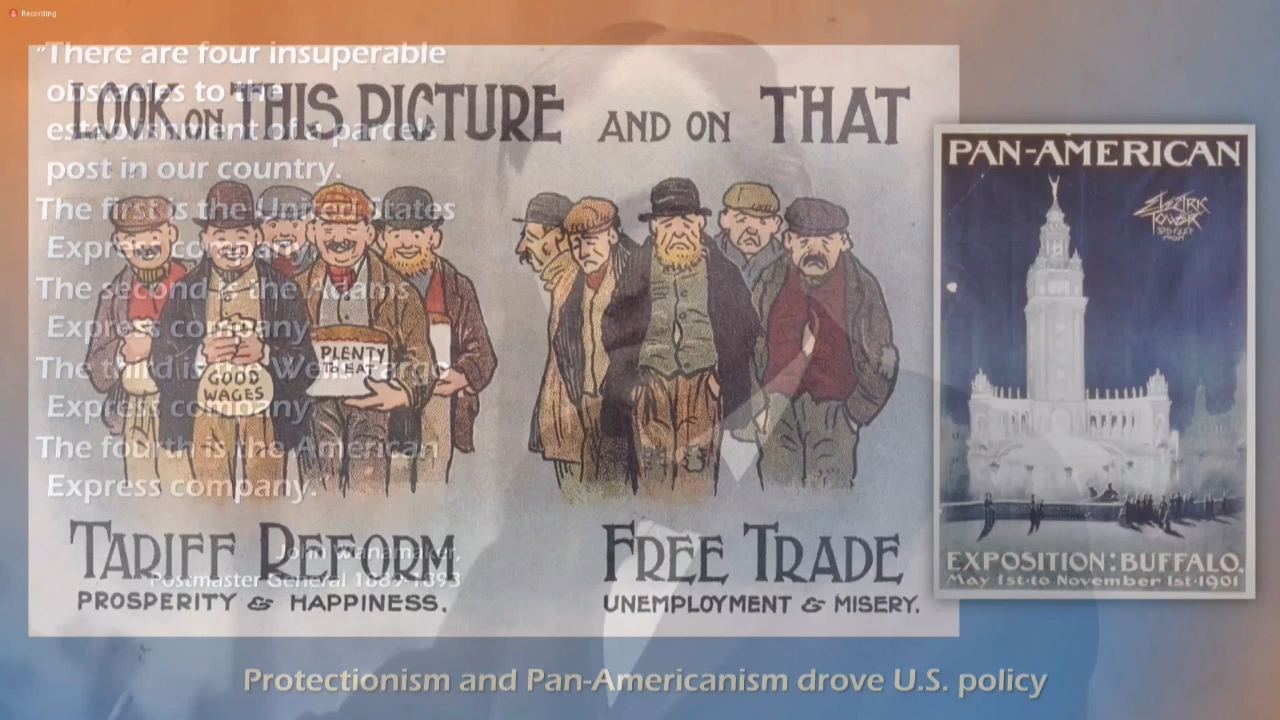 Recording
"There are four insuperable
obstacles to the
establishment of a parcels
post in our country.
The first is the United States
Express company
The second is the Adams
Express company
The third is the Wells Fargo
Express company
The fourth is the American
Express company.
John Wanamaker,
Postmaster General 1889-1893
LOOK ON THIS PICTURE AND ON THAT
GOOD
WAGES
PLENTY
TO EAT
TARIFF REFORM
PROSPERITY & HAPPINESS.
FREE TRADE
UNEMPLOYMENT & MISERY.
PAN-AMERICAN
ELECTRIC
TOWER
EXPOSITION: BUFFALO.
May 1st to November 1st-1901
Protectionism and Pan-Americanism drove U.S. policy